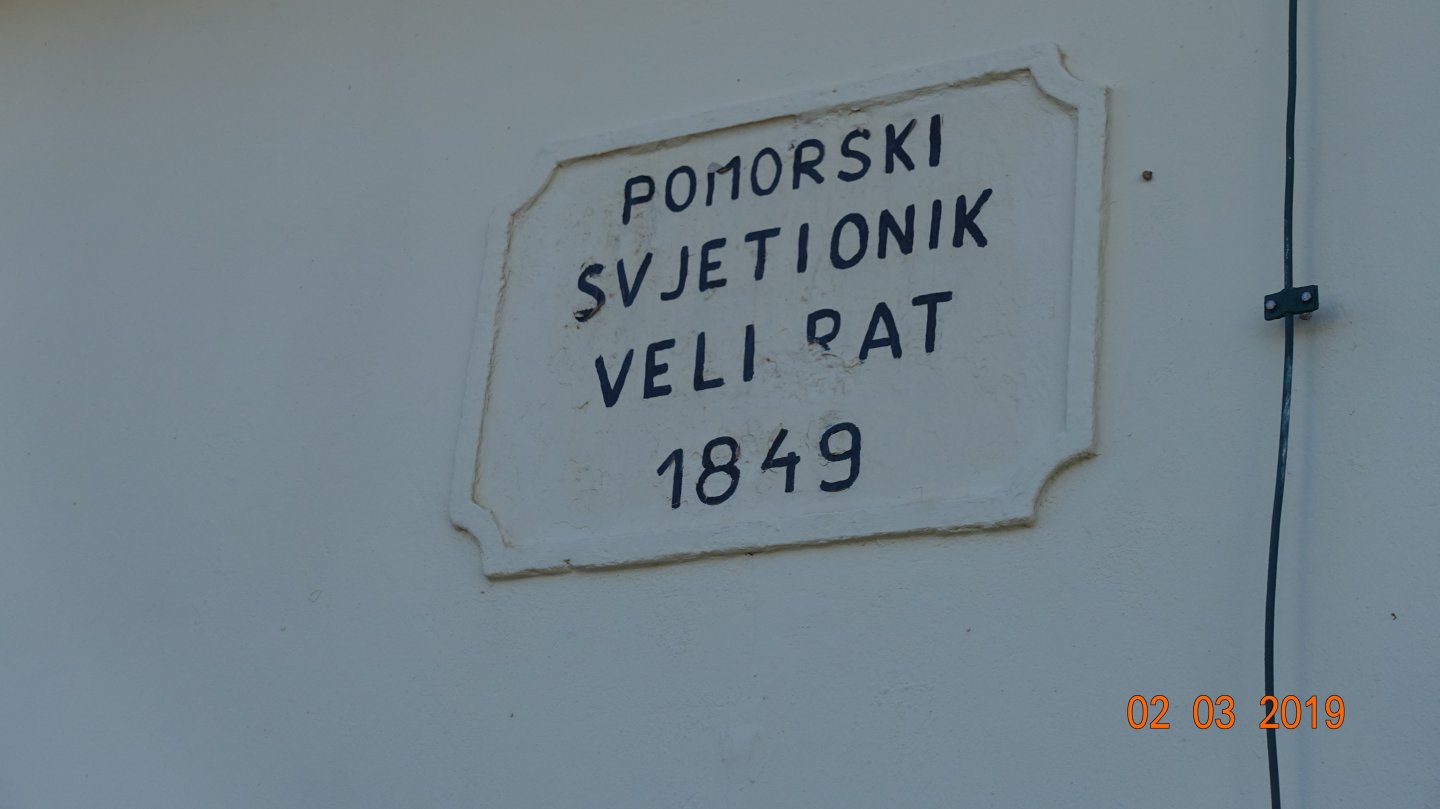 POMORSKI
SVJETIONIK
VELI RAT
1849
02 03 2019